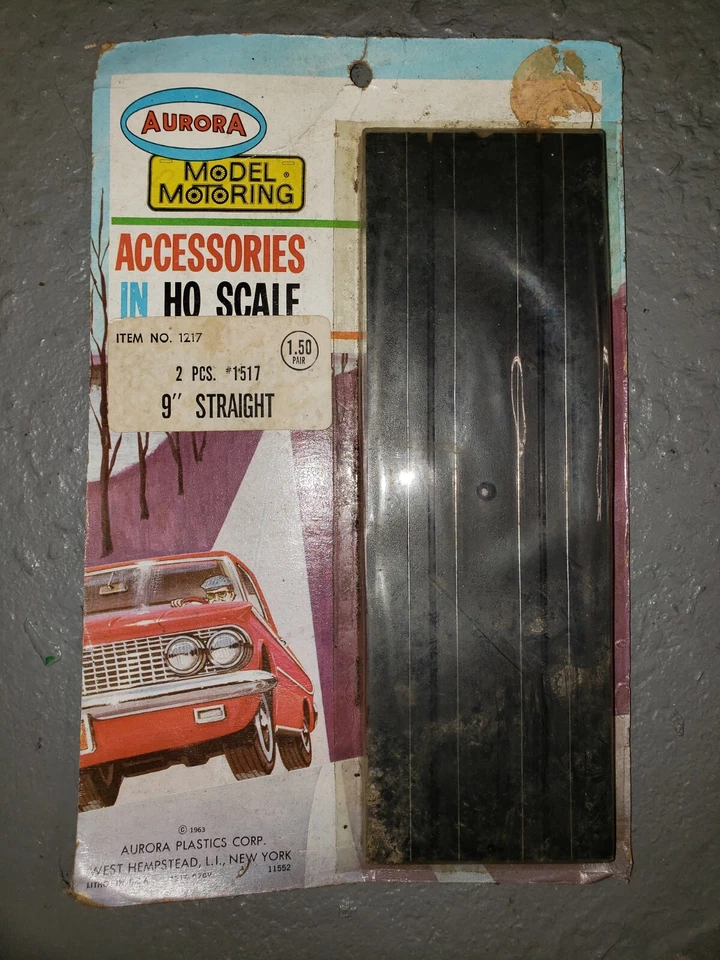 AURORA
MODEL ®
MOTORING
ACCESSORIES
IN HO SCALE
ITEM NO. 1217
1.50
PAIR
2 PCS. #1517
9" STRAIGHT
© 1963
AURORA PLASTICS CORP.
WEST HEMPSTEAD, L.I., NEW YORK
11552
LITHO